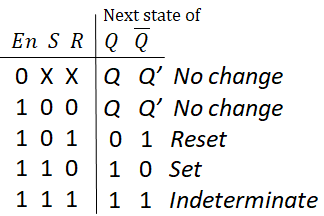 Next state of
En S R Q Q̅
0 X X Q Q’ No change
1 0 0 Q Q’ No change
1 0 1 0 1 Reset
1 1 0 1 0 Set
1 1 1 1 1 Indeterminate